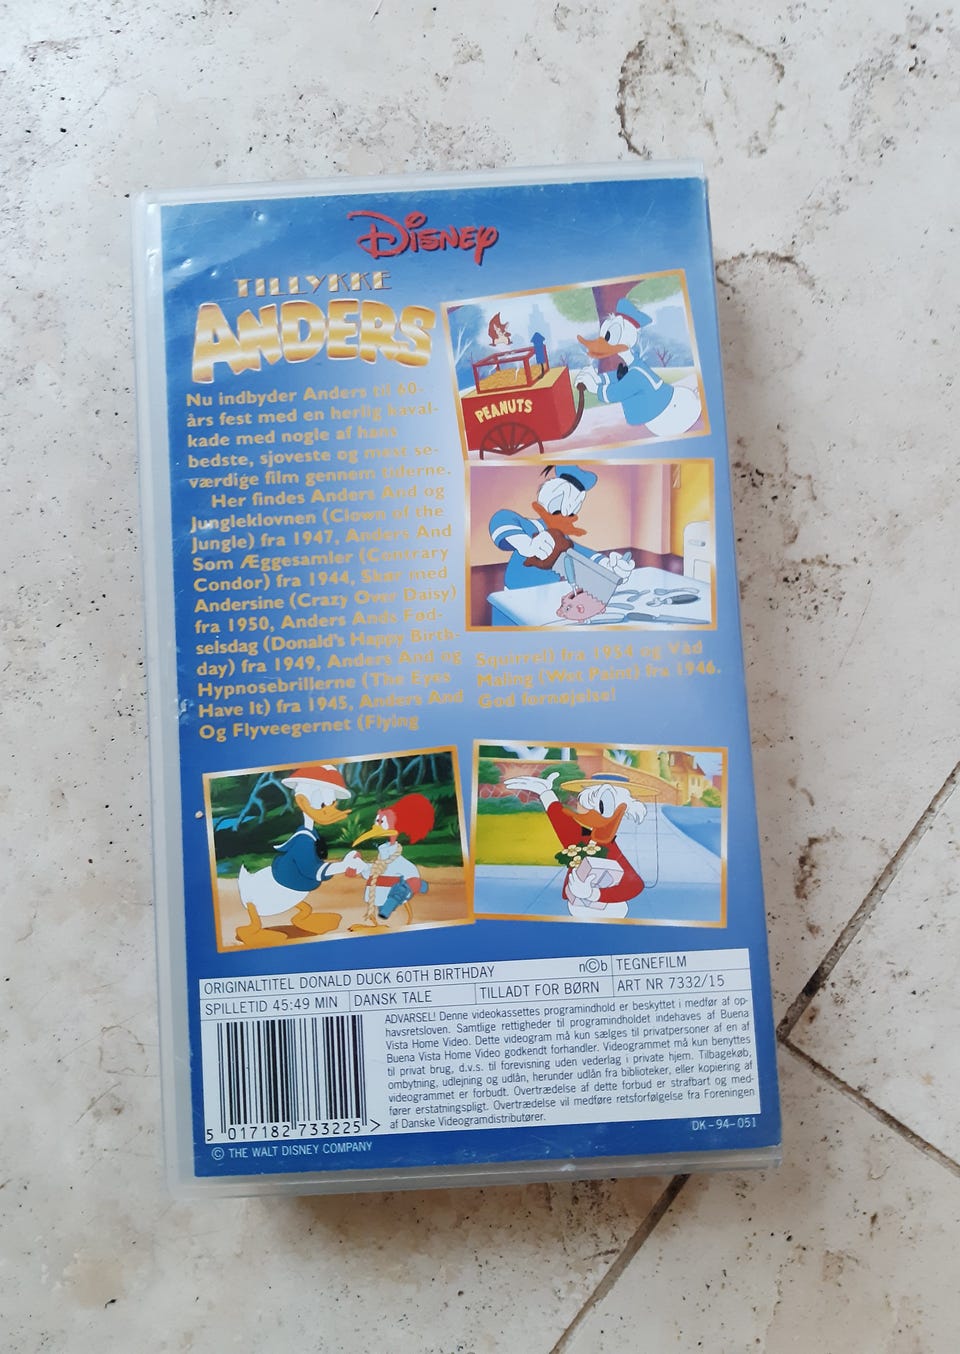 Disney
TILLYKKE
ANDERS
Nu indbyder Anders til 60-
års fest med en herlig kaval-
kade med nogle af hans
bedste, sjoveste og mest se-
værdige film gennem tiderne.
Her findes Anders And og
Jungleklovnen (Clown of the
Jungle) fra 1947, Anders And
Som Æggesamler (Contrary
Condor) fra 1944, Skør med
Andersine (Crazy Over Daisy)
fra 1950, Anders Ands Fød-
selsdag (Donald's Happy Birth-
day) fra 1949, Anders And og
Hypnosebrillerne (The Eyes
Have It) fra 1945, Anders And
Og Flyveegernet (Flying
Squirrel) fra 1954 og Våd
Maling (Wet Paint) fra 1946.
God fornøjelse!
PEANUTS
ORIGINALTITEL DONALD DUCK 60TH BIRTHDAY
n©b
TEGNEFILM
SPILLETID 45:49 MIN
DANSK TALE
TILLADT FOR BØRN
ART NR 7332/15
ADVARSEL! Denne videokassettes programindhold er beskyttet i medfør af op-
havsretsloven. Samtlige rettigheder til programindholdet indehaves af Buena
Vista Home Video. Dette videogram må kun sælges til privatpersoner af en af
Buena Vista Home Video godkendt forhandler. Videogrammet må kun benyttes
til privat brug, d.v.s. til forevisning uden vederlag i private hjem. Tilbagekøb,
ombytning, udlejning og udlån, herunder udlån fra biblioteker, eller kopiering af
videogrammet er forbudt. Overtrædelse af dette forbud er strafbart og med-
fører erstatningspligt. Overtrædelse vil medføre retsforfølgelse fra Foreningen
af Danske Videogramdistributører.
5 017182 733225 >
DK-94-051
© THE WALT DISNEY COMPANY